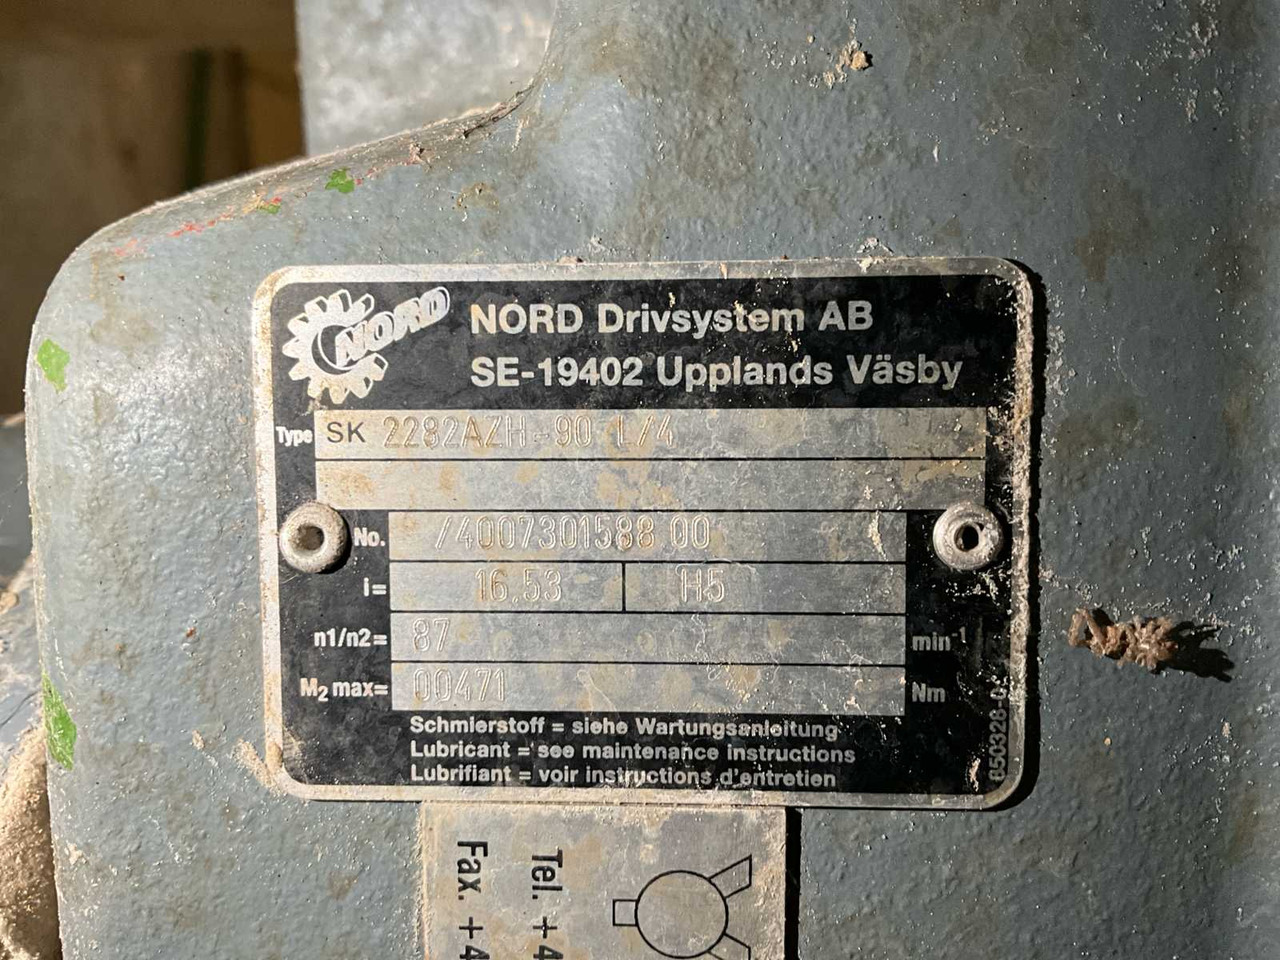 NORD
NORD Drivsystem AB
SE-19402 Upplands Väsby
Type SK 2282AZH-90 L/4
No. /4007301588 00
i= 16,53 H5
n1/n2= 87 min-1
M2 max= 00471 Nm
Schmierstoff = siehe Wartungsanleitung
Lubricant = see maintenance instructions
Lubrifiant = voir instructions d'entretien
Tel. +4
Fax. +4